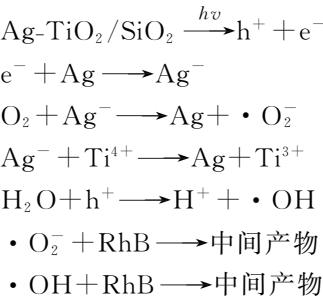 Ag-TiO₂/SiO₂ —hν→ h⁺ + e⁻
e⁻ + Ag ⟶ Ag⁻
O₂ + Ag⁻ ⟶ Ag + ·O₂⁻
Ag⁻ + Ti⁴⁺ ⟶ Ag + Ti³⁺
H₂O + h⁺ ⟶ H⁺ + ·OH
·O₂⁻ + RhB ⟶ 中间产物
·OH + RhB ⟶ 中间产物